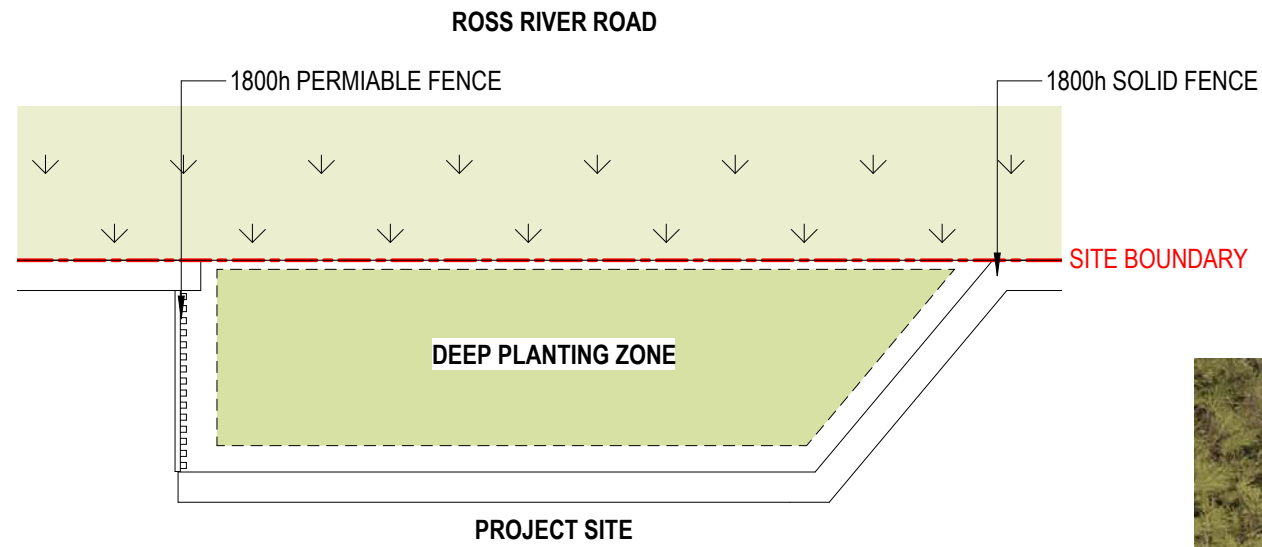 ROSS RIVER ROAD
1800h PERMIABLE FENCE
1800h SOLID FENCE
SITE BOUNDARY
DEEP PLANTING ZONE
PROJECT SITE